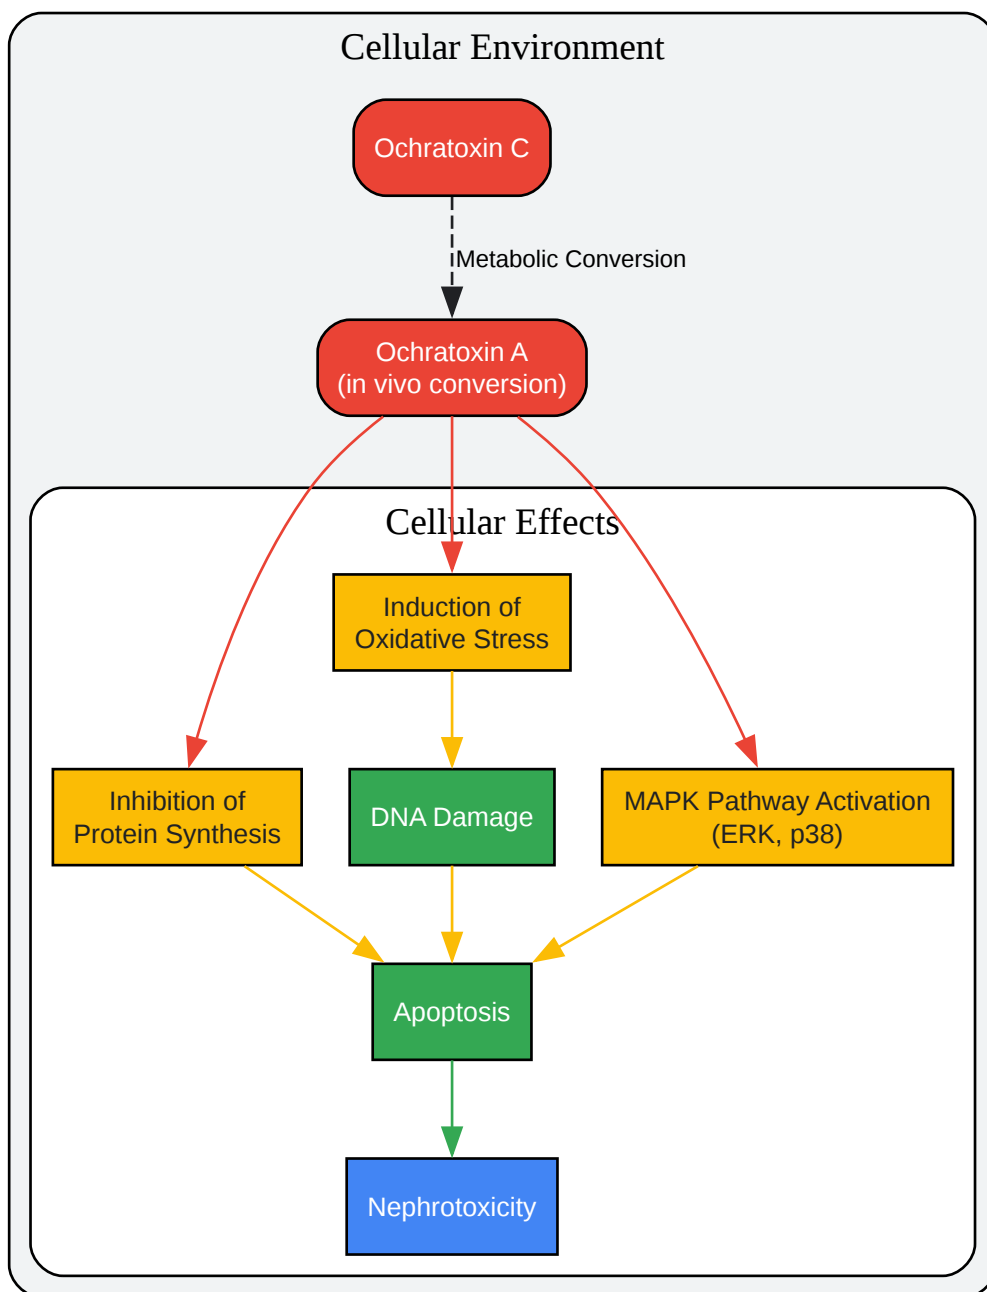 Cellular Environment
Ochratoxin C
Metabolic Conversion
Ochratoxin A
(in vivo conversion)
Cellular Effects
Induction of
Oxidative Stress
Inhibition of
Protein Synthesis
DNA Damage
MAPK Pathway Activation
(ERK, p38)
Apoptosis
Nephrotoxicity